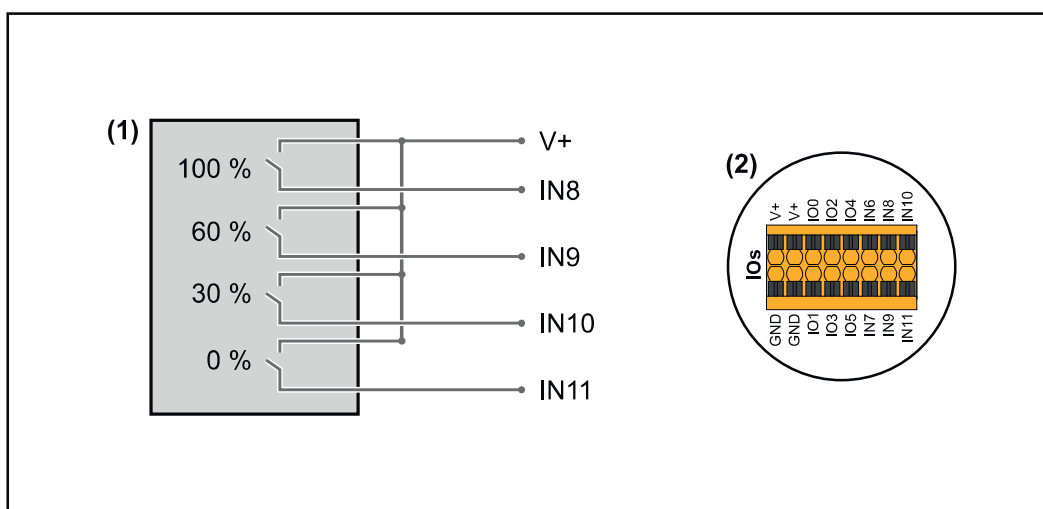 (1)
100 %
60 %
30 %
0 %
V+
IN8
IN9
IN10
IN11
(2)
IOs
V+
V+
IO0
IO2
IO4
IN6
IN8
IN10
GND
GND
IO1
IO3
IO5
IN7
IN9
IN11